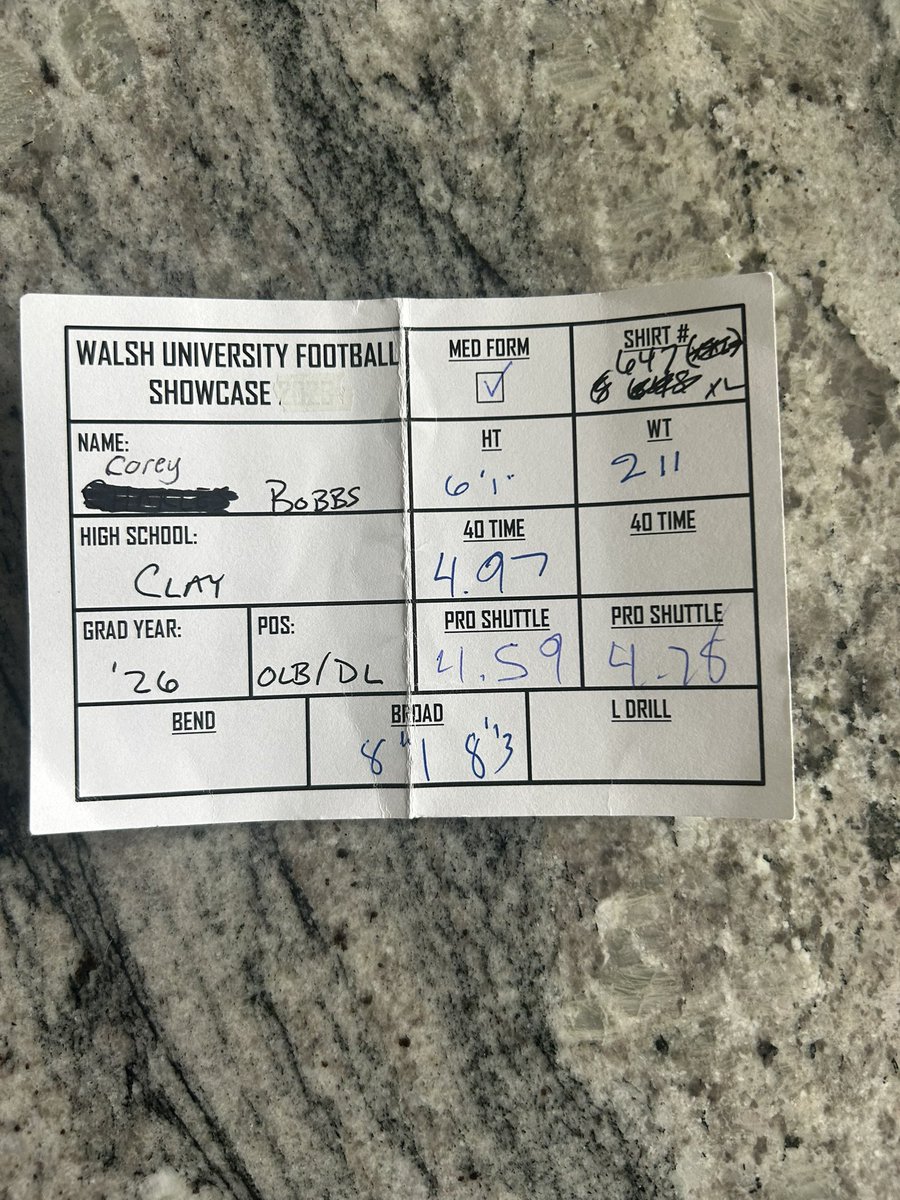 WALSH UNIVERSITY FOOTBALL
SHOWCASE
MED FORM
✓
SHIRT #
647
XL
NAME:
Corey
BOBBS
HT
6'1"
WT
211
HIGH SCHOOL:
CLAY
40 TIME
4.97
40 TIME
GRAD YEAR:
'26
POS:
OLB/DL
PRO SHUTTLE
4.59
PRO SHUTTLE
4.78
BEND
BROAD
8'1 8'3
L DRILL